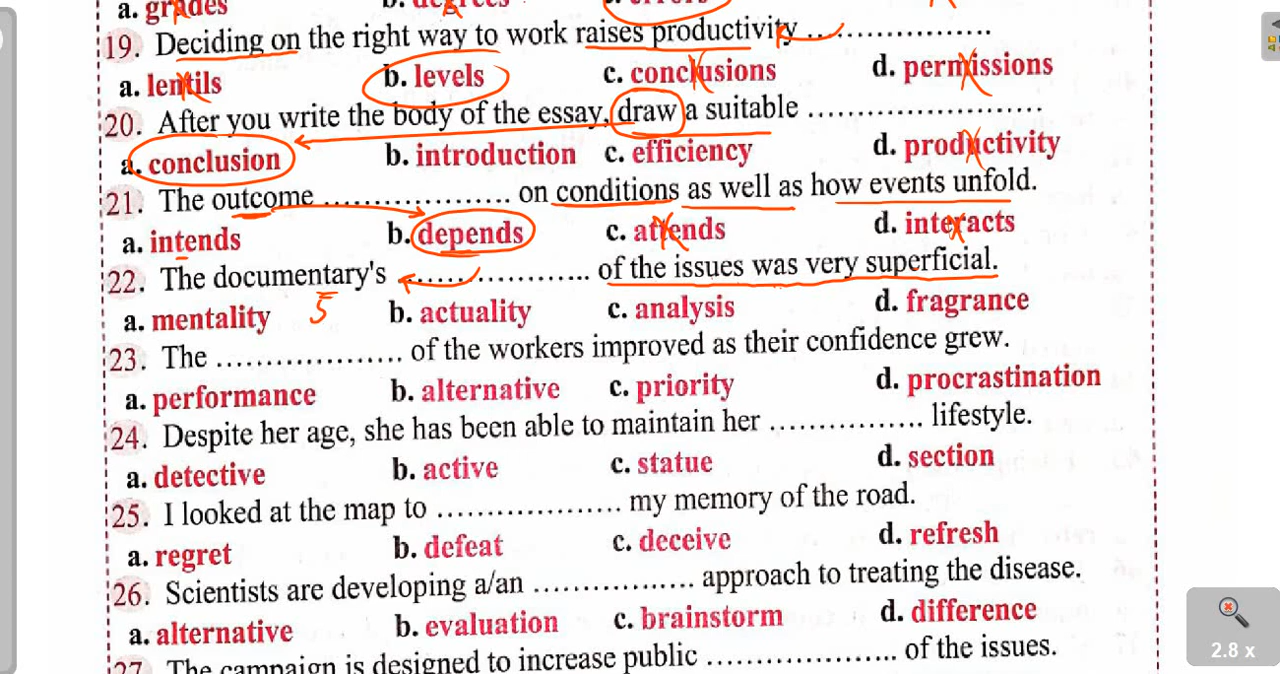 a. grades
19. Deciding on the right way to work raises productivity ....................
a. lentils b. levels c. conclusions d. permissions
20. After you write the body of the essay, draw a suitable ..........................
a. conclusion b. introduction c. efficiency d. productivity
21. The outcome ..................... on conditions as well as how events unfold.
a. intends b. depends c. attends d. interacts
22. The documentary's ...................... of the issues was very superficial.
5
a. mentality b. actuality c. analysis d. fragrance
23. The ..................... of the workers improved as their confidence grew.
a. performance b. alternative c. priority d. procrastination
24. Despite her age, she has been able to maintain her ................. lifestyle.
a. detective b. active c. statue d. section
25. I looked at the map to ..................... my memory of the road.
a. regret b. defeat c. deceive d. refresh
26. Scientists are developing a/an .................. approach to treating the disease.
a. alternative b. evaluation c. brainstorm d. difference
27. The campaign is designed to increase public ..................... of the issues.
2.8 x